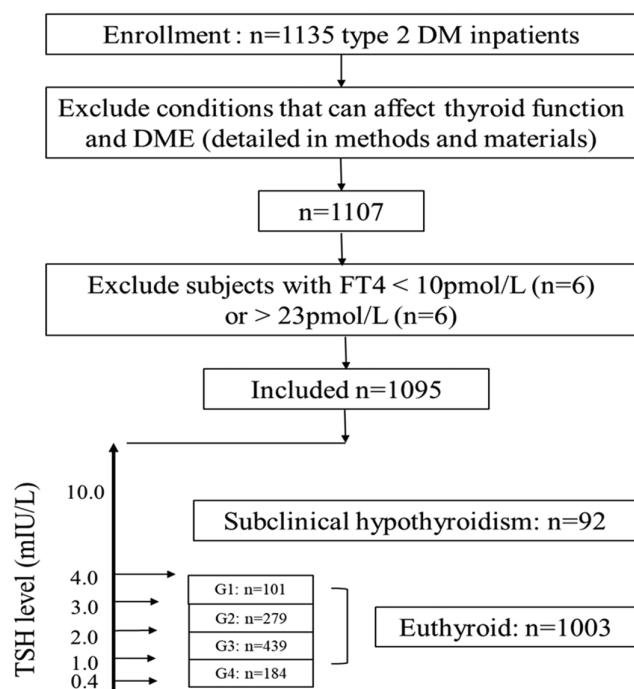 Enrollment : n=1135 type 2 DM inpatients
Exclude conditions that can affect thyroid function
and DME (detailed in methods and materials)
n=1107
Exclude subjects with FT4 < 10pmol/L (n=6)
or > 23pmol/L (n=6)
Included n=1095
TSH level (mIU/L)
10.0
Subclinical hypothyroidism: n=92
4.0
G1: n=101
3.0
G2: n=279
2.0
G3: n=439
Euthyroid: n=1003
1.0
G4: n=184
0.4